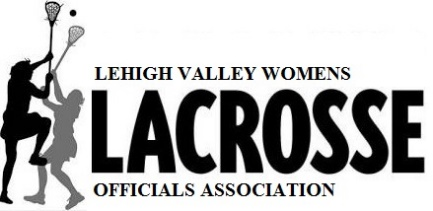 LEHIGH VALLEY WOMENS
LACROSSE
OFFICIALS ASSOCIATION